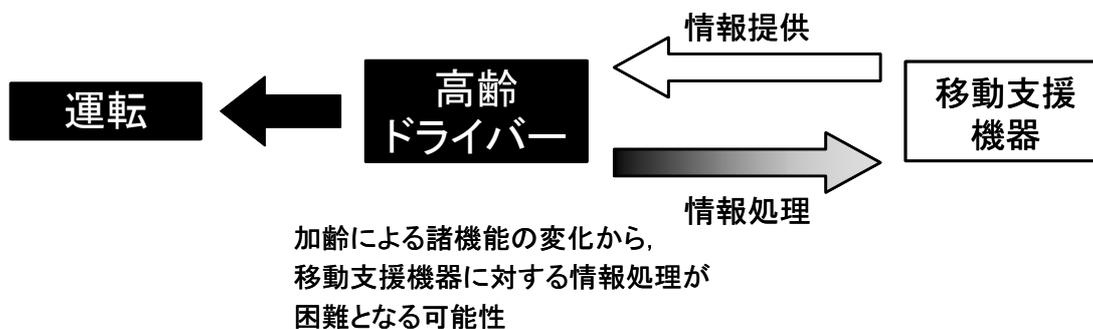 情報提供
運転
高齢
ドライバー
移動支援
機器
情報処理
加齢による諸機能の変化から,
移動支援機器に対する情報処理が
困難となる可能性